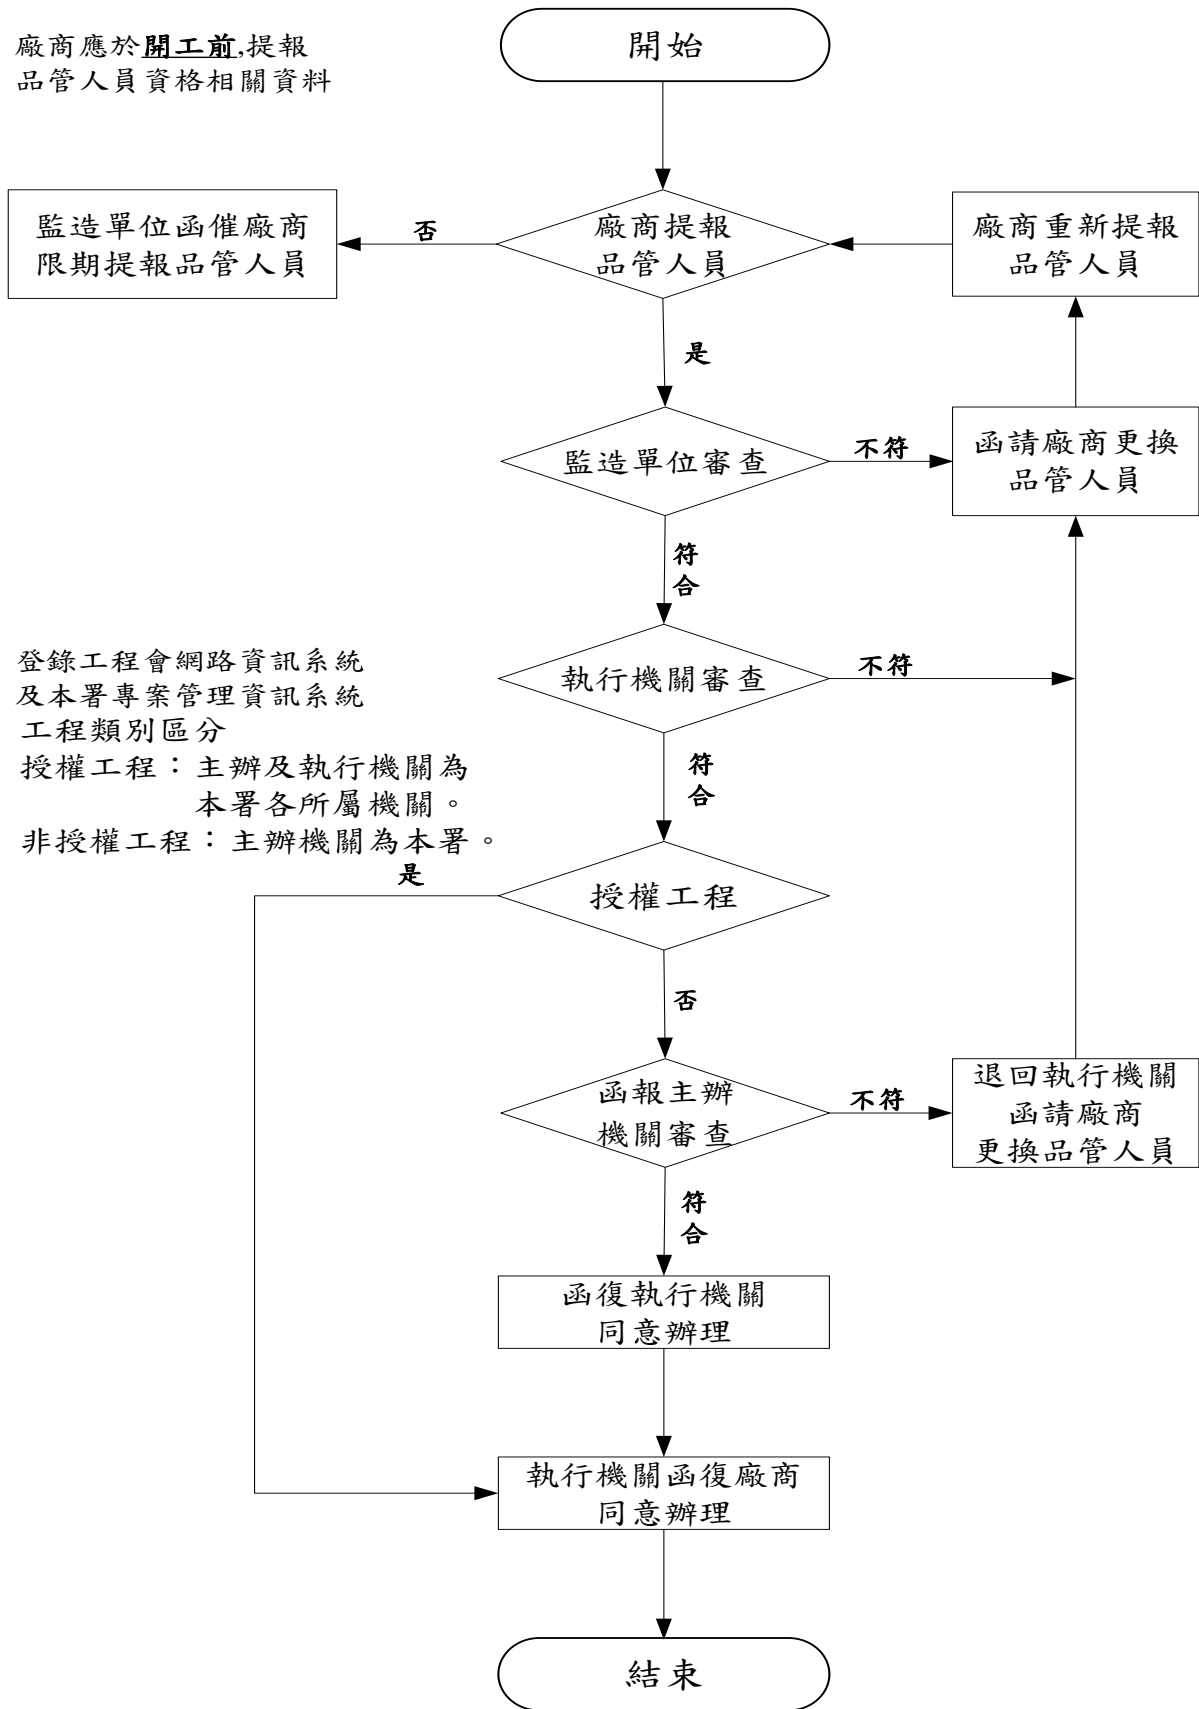 開始
廠商應於開工前,提報
品管人員資格相關資料
監造單位函催廠商
限期提報品管人員
否
廠商提報
品管人員
廠商重新提報
品管人員
是
監造單位審查
不符
函請廠商更換
品管人員
符
合
執行機關審查
不符
登錄工程會網路資訊系統
及本署專案管理資訊系統
工程類別區分
授權工程：主辦及執行機關為
本署各所屬機關。
非授權工程：主辦機關為本署。
符
合
是
授權工程
否
函報主辦
機關審查
不符
退回執行機關
函請廠商
更換品管人員
符
合
函復執行機關
同意辦理
執行機關函復廠商
同意辦理
結束